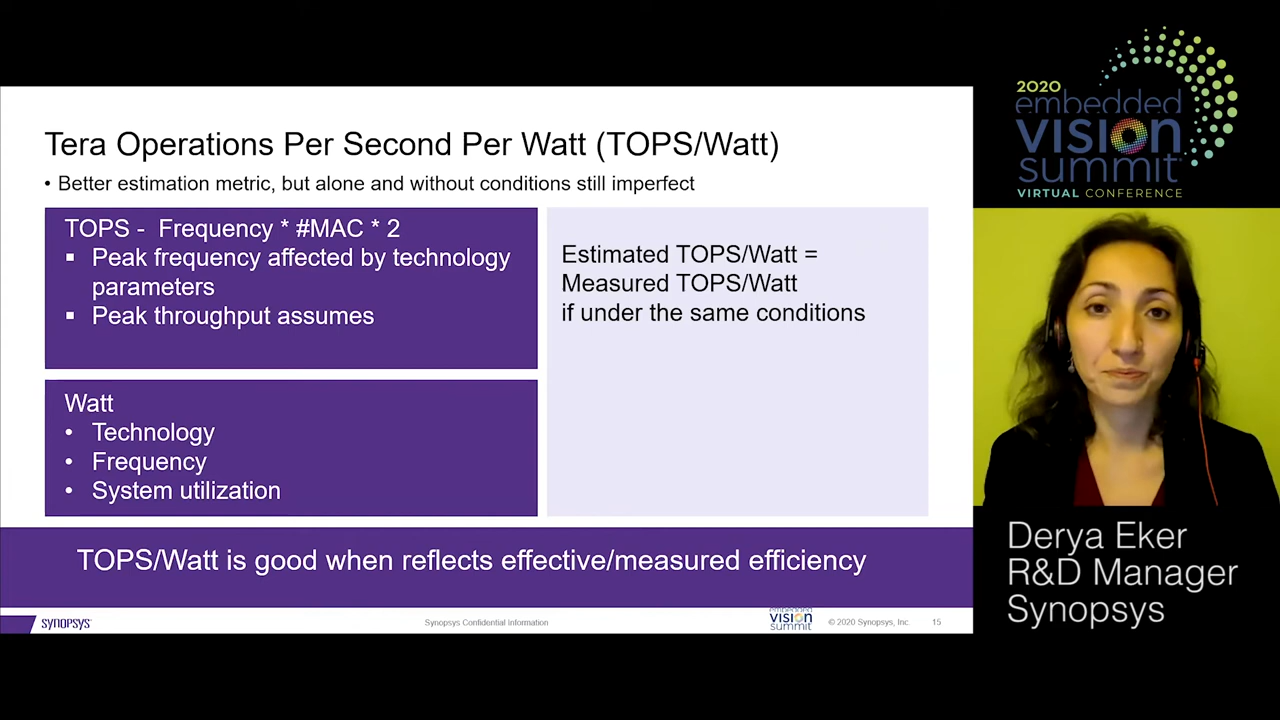 Tera Operations Per Second Per Watt (TOPS/Watt)
• Better estimation metric, but alone and without conditions still imperfect
TOPS - Frequency * #MAC * 2
▪ Peak frequency affected by technology
parameters
▪ Peak throughput assumes
Watt
• Technology
• Frequency
• System utilization
Estimated TOPS/Watt =
Measured TOPS/Watt
if under the same conditions
TOPS/Watt is good when reflects effective/measured efficiency
SYNOPSYS
Synopsys Confidential Information
embedded
VISION
summit
© 2020 Synopsys, Inc.
15
2020
embedded
VISION
summit
VIRTUAL CONFERENCE
Derya Eker
R&D Manager
Synopsys